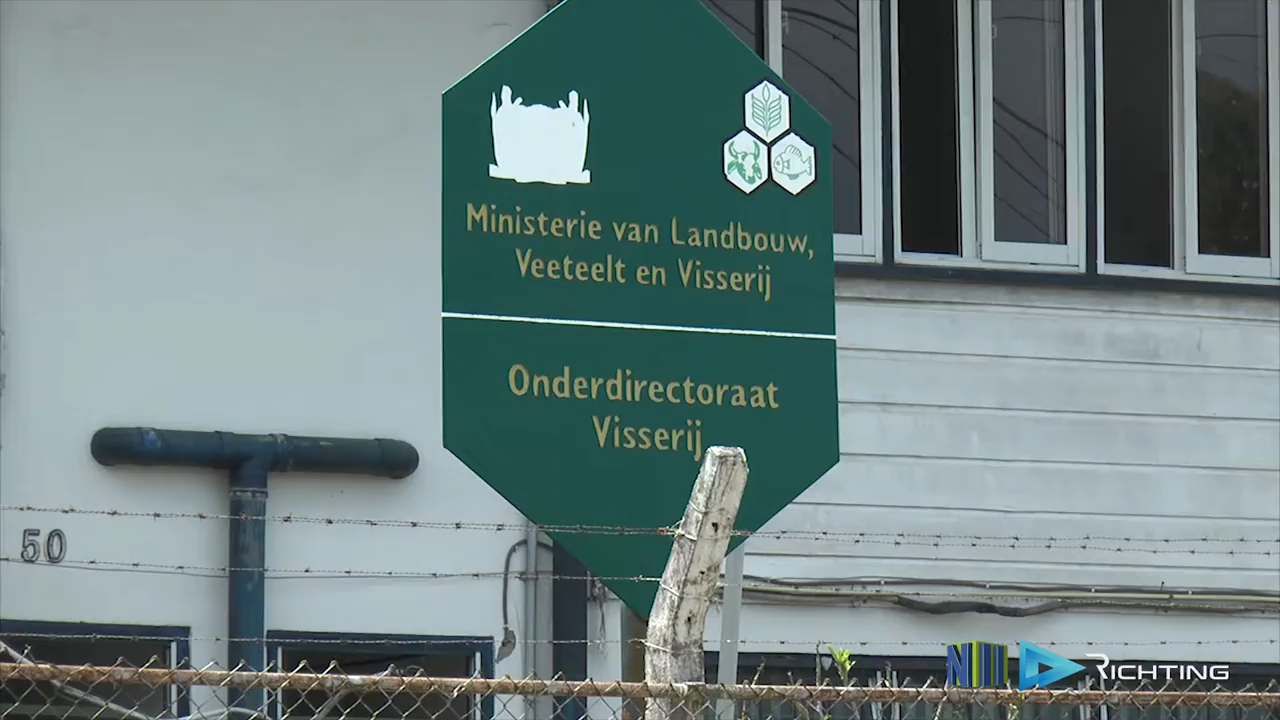 Ministerie van Landbouw,
Veeteelt en Visserij
Onderdirectoraat
Visserij
50
RICHTING